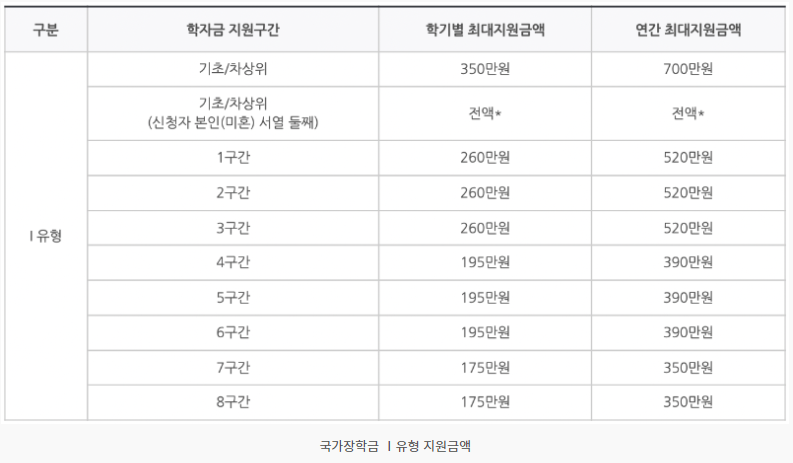 구분 학자금 지원구간 학기별 최대지원금액 연간 최대지원금액
기초/차상위 350만원 700만원
기초/차상위
(신청자 본인(미혼) 서열 둘째) 전액* 전액*
1구간 260만원 520만원
2구간 260만원 520만원
3구간 260만원 520만원
I 유형
4구간 195만원 390만원
5구간 195만원 390만원
6구간 195만원 390만원
7구간 175만원 350만원
8구간 175만원 350만원
국가장학금 I 유형 지원금액